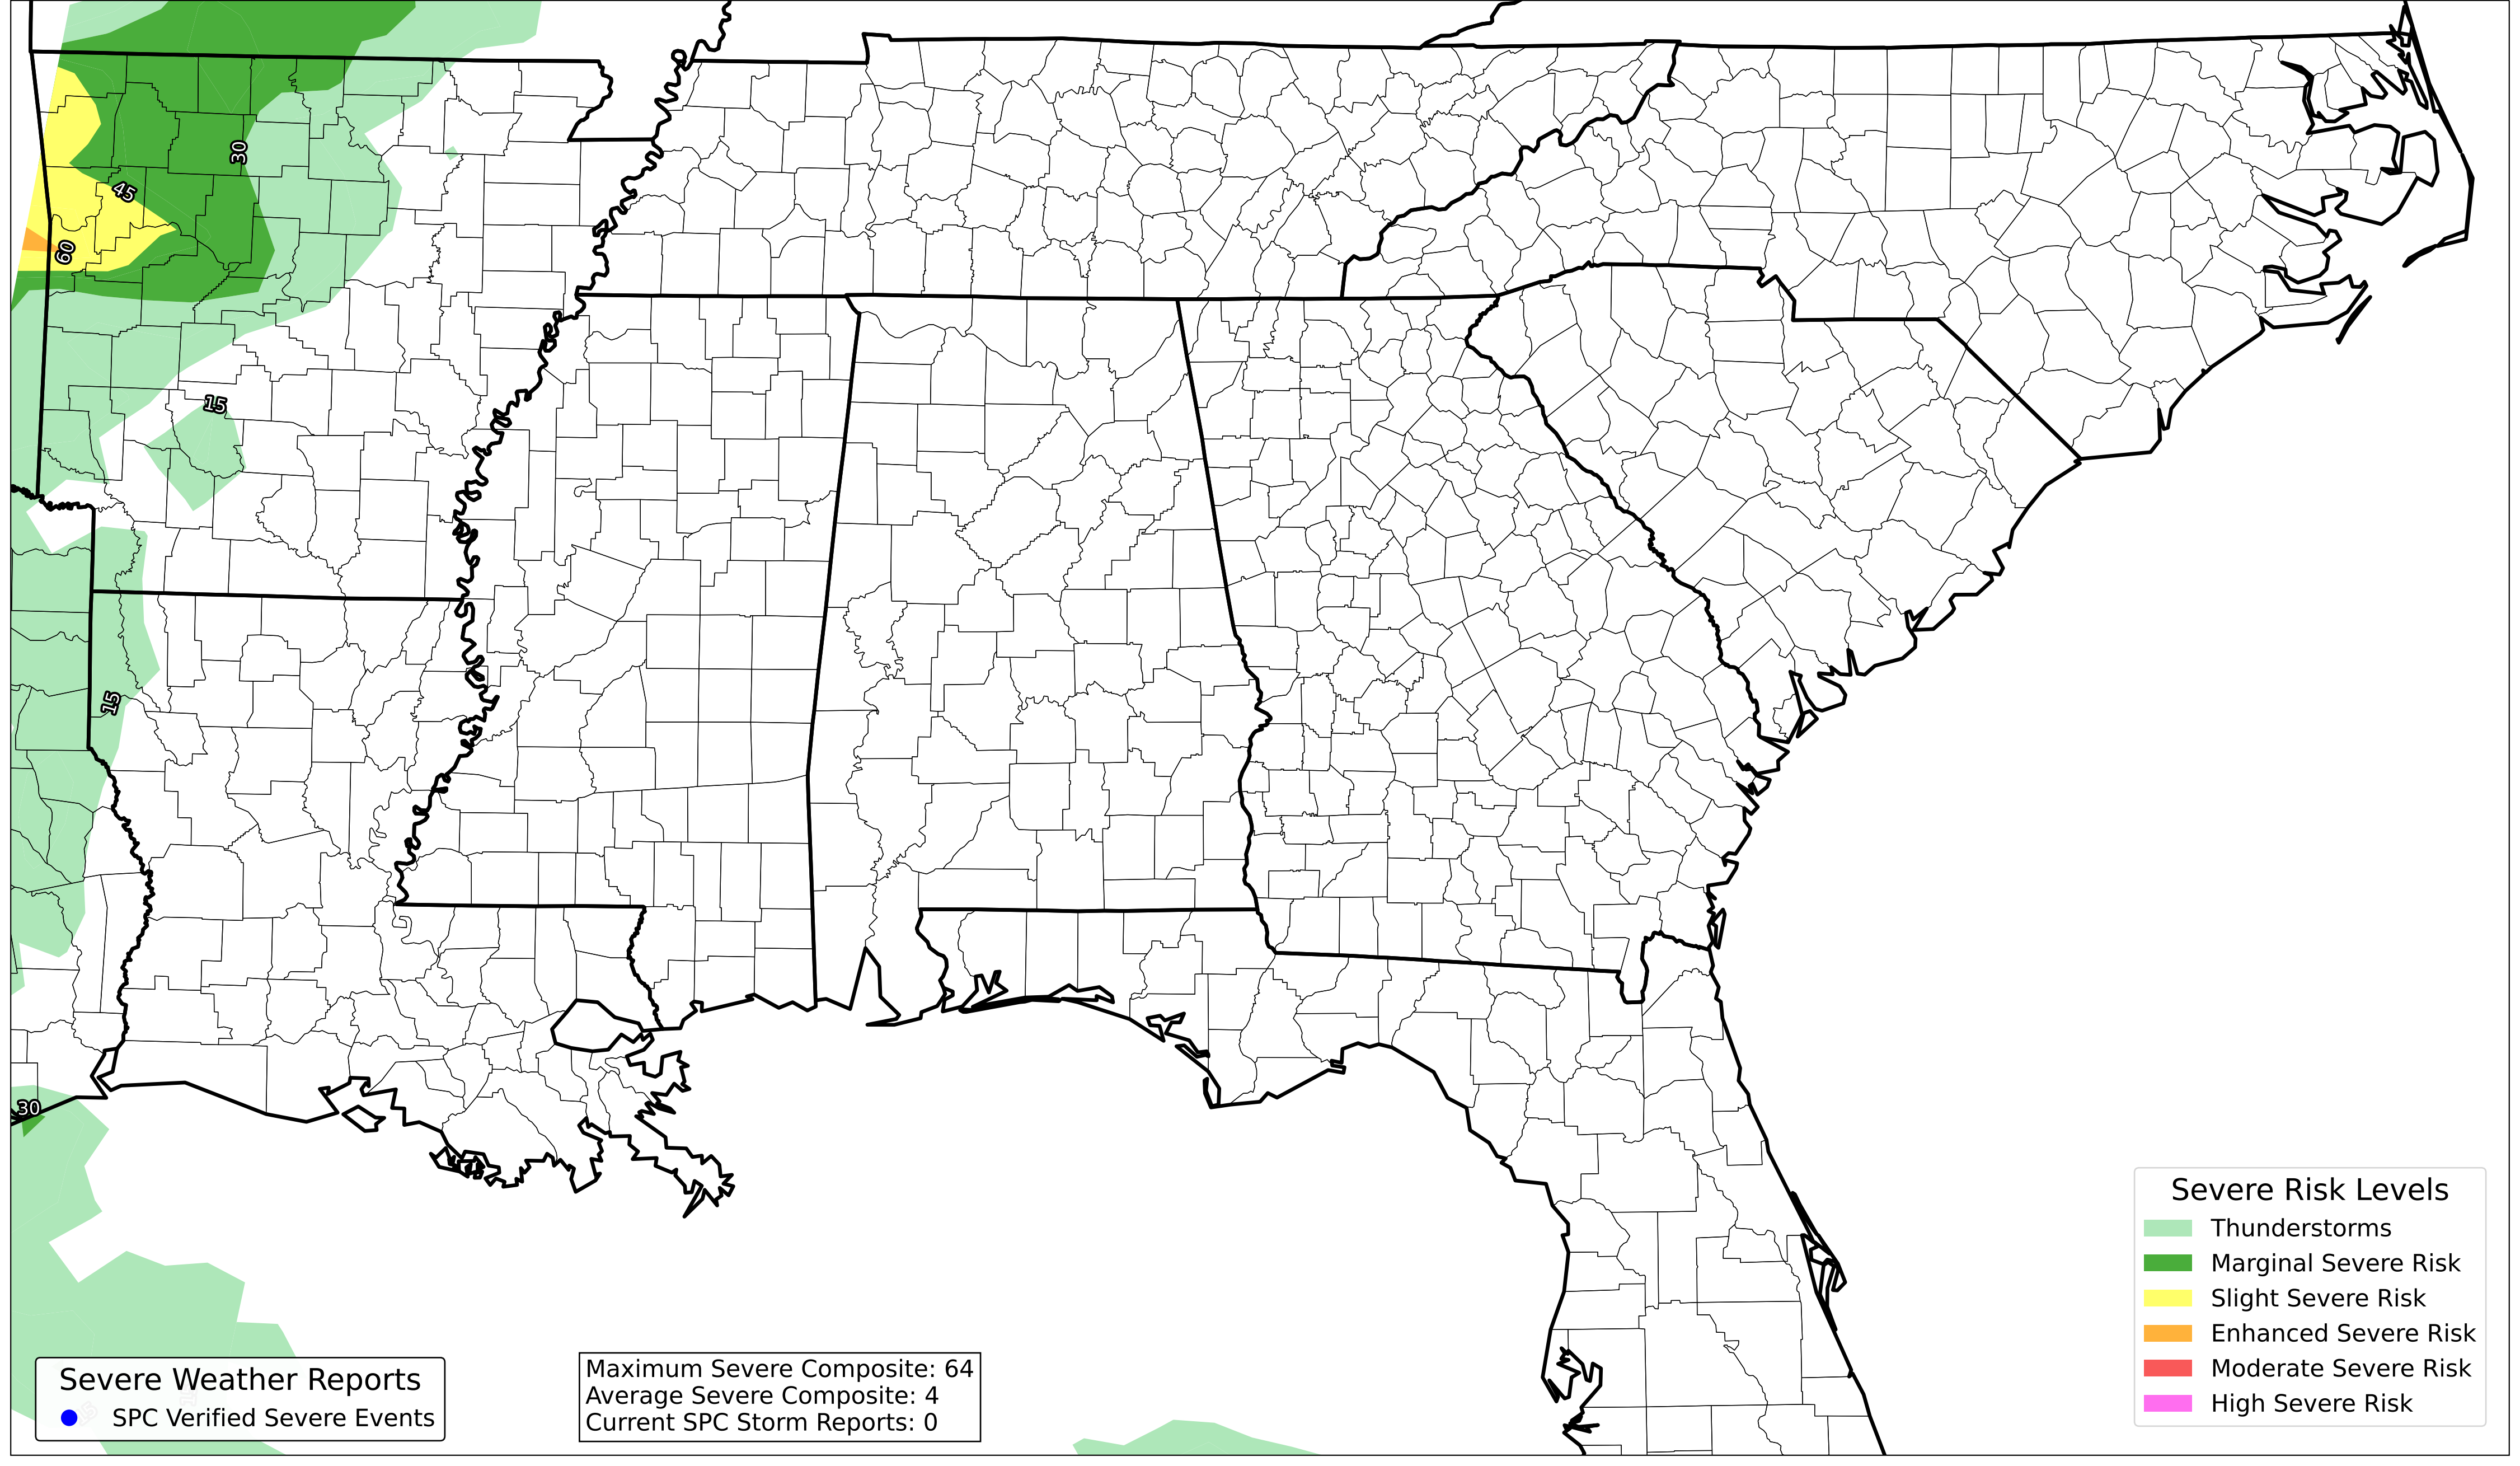 30
45
60
15
15
30
Severe Risk Levels
Thunderstorms
Marginal Severe Risk
Slight Severe Risk
Enhanced Severe Risk
Moderate Severe Risk
High Severe Risk
Severe Weather Reports
SPC Verified Severe Events
Maximum Severe Composite: 64
Average Severe Composite: 4
Current SPC Storm Reports: 0